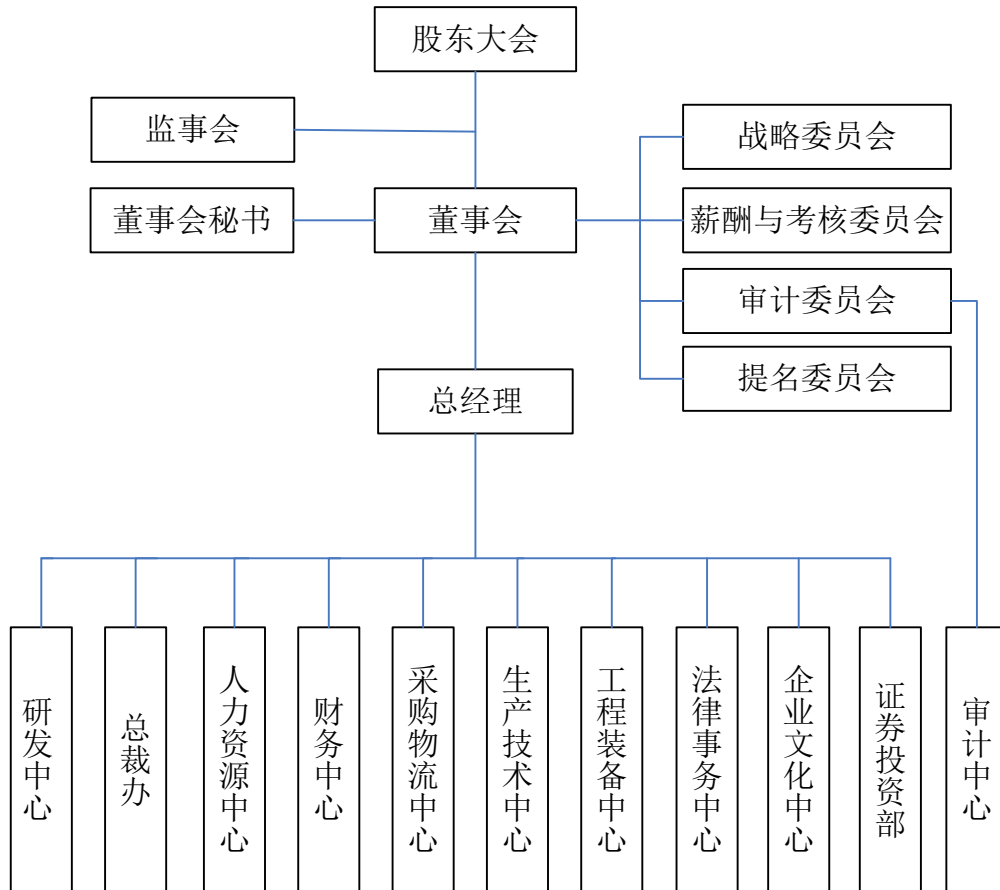 股东大会
监事会
战略委员会
董事会秘书
董事会
薪酬与考核委员会
审计委员会
总经理
提名委员会
研发中心
总裁办
人力资源中心
财务中心
采购物流中心
生产技术中心
工程装备中心
法律事务中心
企业文化中心
证券投资部
审计中心